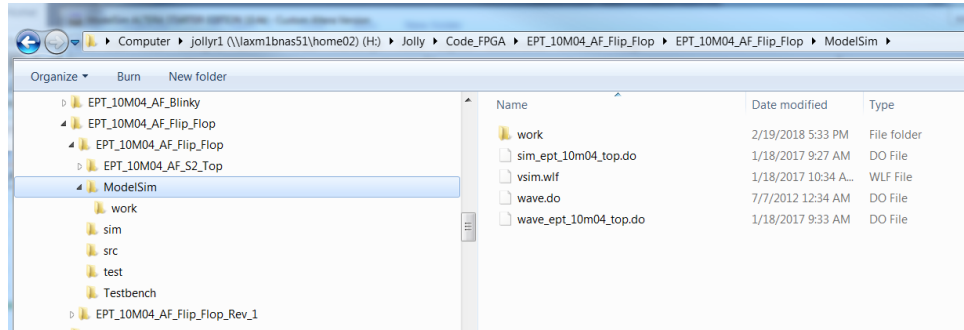 Computer jollyr1 (\\laxm1bnas51\home02) (H:) Jolly Code_FPGA EPT_10M04_AF_Flip_Flop EPT_10M04_AF_Flip_Flop ModelSim
Organize Burn New folder
EPT_10M04_AF_Blinky
EPT_10M04_AF_Flip_Flop
EPT_10M04_AF_Flip_Flop
EPT_10M04_AF_S2_Top
ModelSim
work
sim
src
test
Testbench
EPT_10M04_AF_Flip_Flop_Rev_1
Name Date modified Type
work 2/19/2018 5:33 PM File folder
sim_ept_10m04_top.do 1/18/2017 9:27 AM DO File
vsim.wlf 1/18/2017 10:34 A... WLF File
wave.do 7/7/2012 12:34 AM DO File
wave_ept_10m04_top.do 1/18/2017 9:33 AM DO File